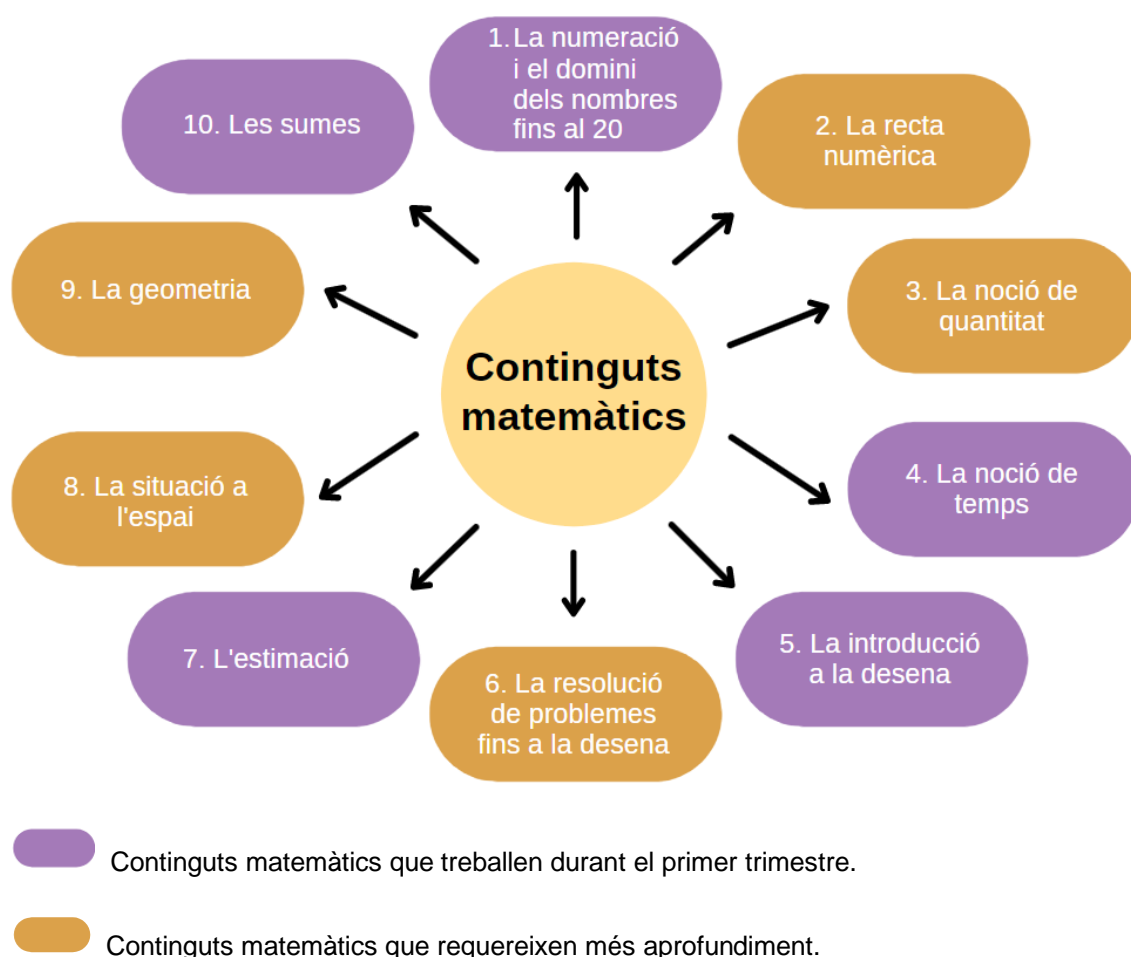 1. La numeració
i el domini
dels nombres
fins al 20
2. La recta
numèrica
3. La noció de
quantitat
4. La noció de
temps
5. La introducció
a la desena
6. La resolució
de problemes
fins a la desena
7. L'estimació
8. La situació a
l'espai
9. La geometria
10. Les sumes
Continguts
matemàtics
Continguts matemàtics que treballen durant el primer trimestre.
Continguts matemàtics que requereixen més aprofundiment.